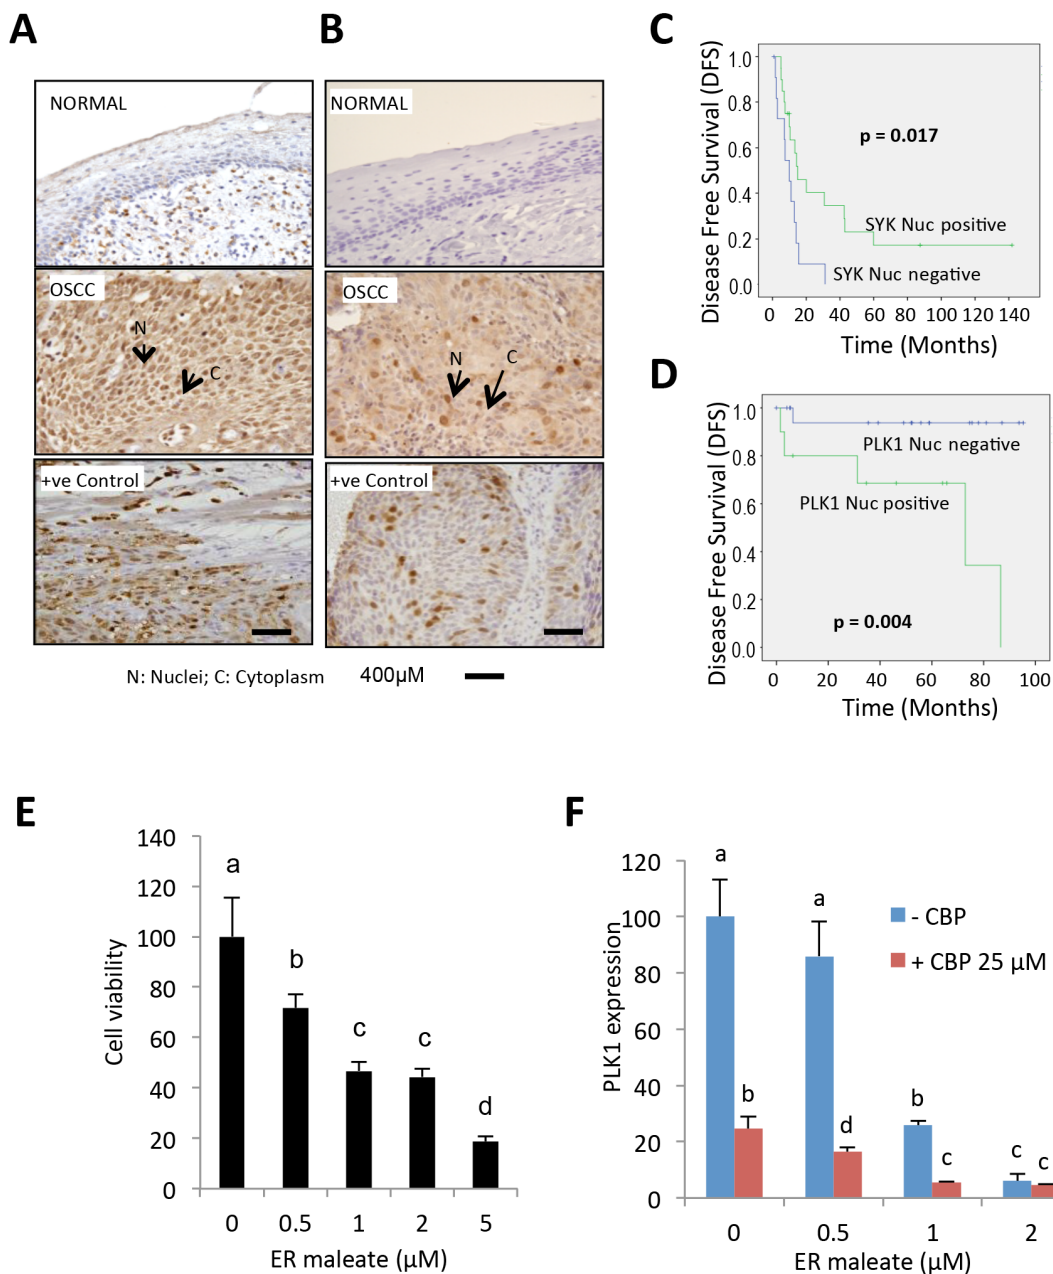 A
NORMAL
OSCC
N
C
+ve Control
B
NORMAL
OSCC
N
C
+ve Control
N: Nuclei; C: Cytoplasm
400µM
C
Disease Free Survival (DFS)
1.0
0.8
0.6
0.4
0.2
0.0
p = 0.017
SYK Nuc positive
SYK Nuc negative
0 20 40 60 80 100 120 140
Time (Months)
D
Disease Free Survival (DFS)
1.0
0.8
0.6
0.4
0.2
0.0
PLK1 Nuc negative
PLK1 Nuc positive
p = 0.004
0 20 40 60 80 100
Time (Months)
E
Cell viability
140
120
100
80
60
40
20
0
a
b
c
c
d
0 0.5 1 2 5
ER maleate (µM)
F
PLK1 expression
120
100
80
60
40
20
0
a
b
a
d
b
c
c
c
- CBP
+ CBP 25 µM
0 0.5 1 2
ER maleate (µM)